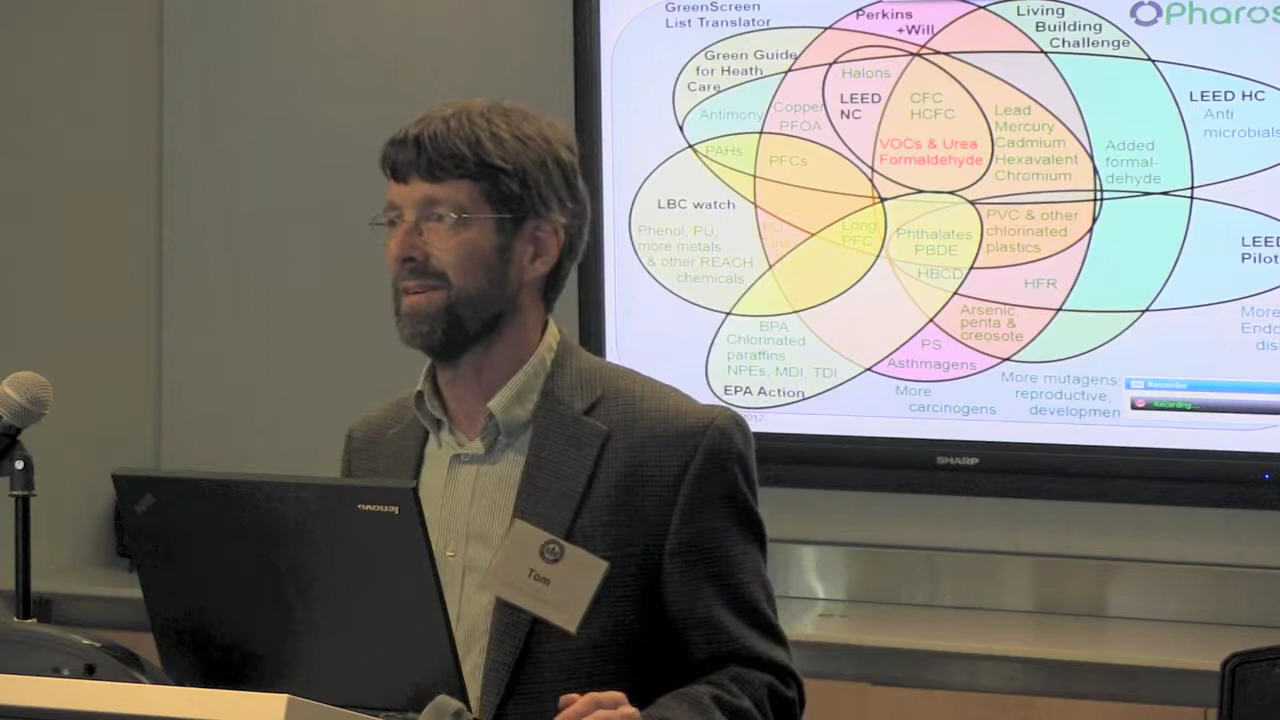 GreenScreen
List Translator
Perkins
+Will
Living
Building
Challenge
Pharos
Green Guide
for Heath
Care
Halons
LEED
NC
CFC
HCFC
LEED HC
Anti
microbials
Antimony
Copper
PFOA
Lead
Mercury
Cadmium
Hexavalent
Chromium
VOCs & Urea
Formaldehyde
Added
formal-
dehyde
PAHs
PFCs
LBC watch
Phenol, PU,
more metals
& other REACH
chemicals
Long
PFC
Phthalates
PBDE
HBCD
PVC & other
chlorinated
plastics
LEED
Pilot
HFR
Arsenic,
penta &
creosote
PS
Asthmagens
BPA
Chlorinated
paraffins
NPEs, MDI, TDI
EPA Action
More
carcinogens
More mutagens
reproductive,
developmen
More
Endo
dis
Recorder
Recording...
SHARP
lenovo
Tom